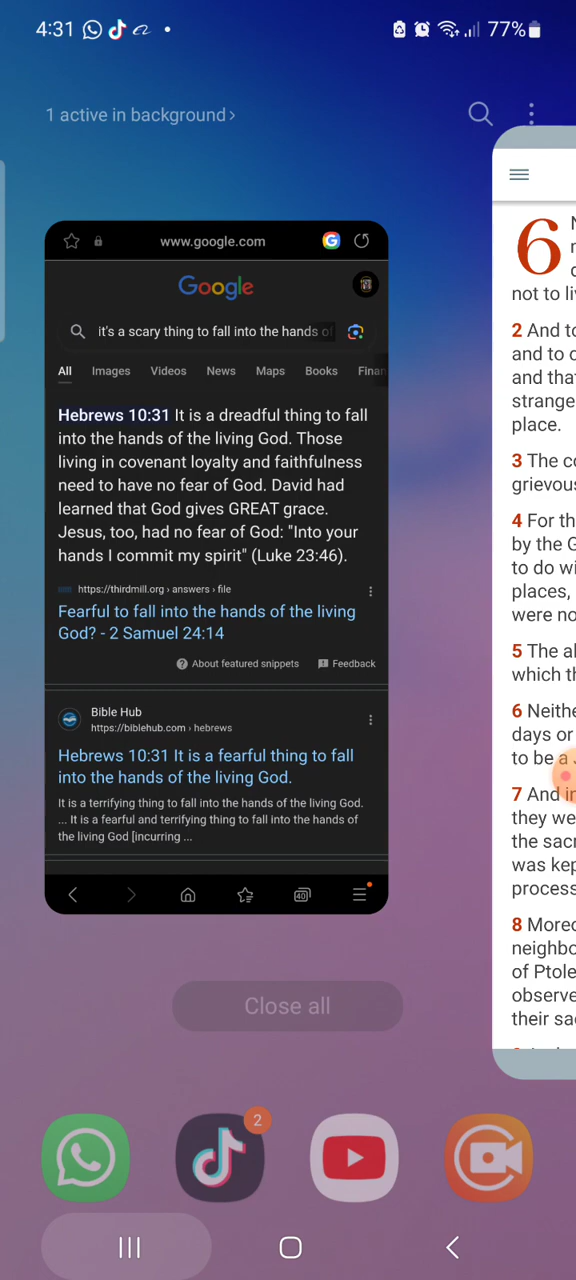 4:31
77%
1 active in background >
www.google.com
Google
it's a scary thing to fall into the hands of
All Images Videos News Maps Books Finan
Hebrews 10:31 It is a dreadful thing to fall
into the hands of the living God. Those
living in covenant loyalty and faithfulness
need to have no fear of God. David had
learned that God gives GREAT grace.
Jesus, too, had no fear of God: "Into your
hands I commit my spirit" (Luke 23:46).
https://thirdmill.org › answers › file
Fearful to fall into the hands of the living
God? - 2 Samuel 24:14
About featured snippets Feedback
Bible Hub
https://biblehub.com › hebrews
Hebrews 10:31 It is a fearful thing to fall
into the hands of the living God.
It is a terrifying thing to fall into the hands of the living God.
... It is a fearful and terrifying thing to fall into the hands of
the living God [incurring ...
40
6
not to
2 And to
and to
and that
strange
place.
3 The
grievous
4 For
by the
to do
places,
were
5 The
which
6 Neithe
days or
to be a
7 And in
they we
the
was kep
process
8 Moreo
neighbo
of Ptole
observe
their
Close all
2